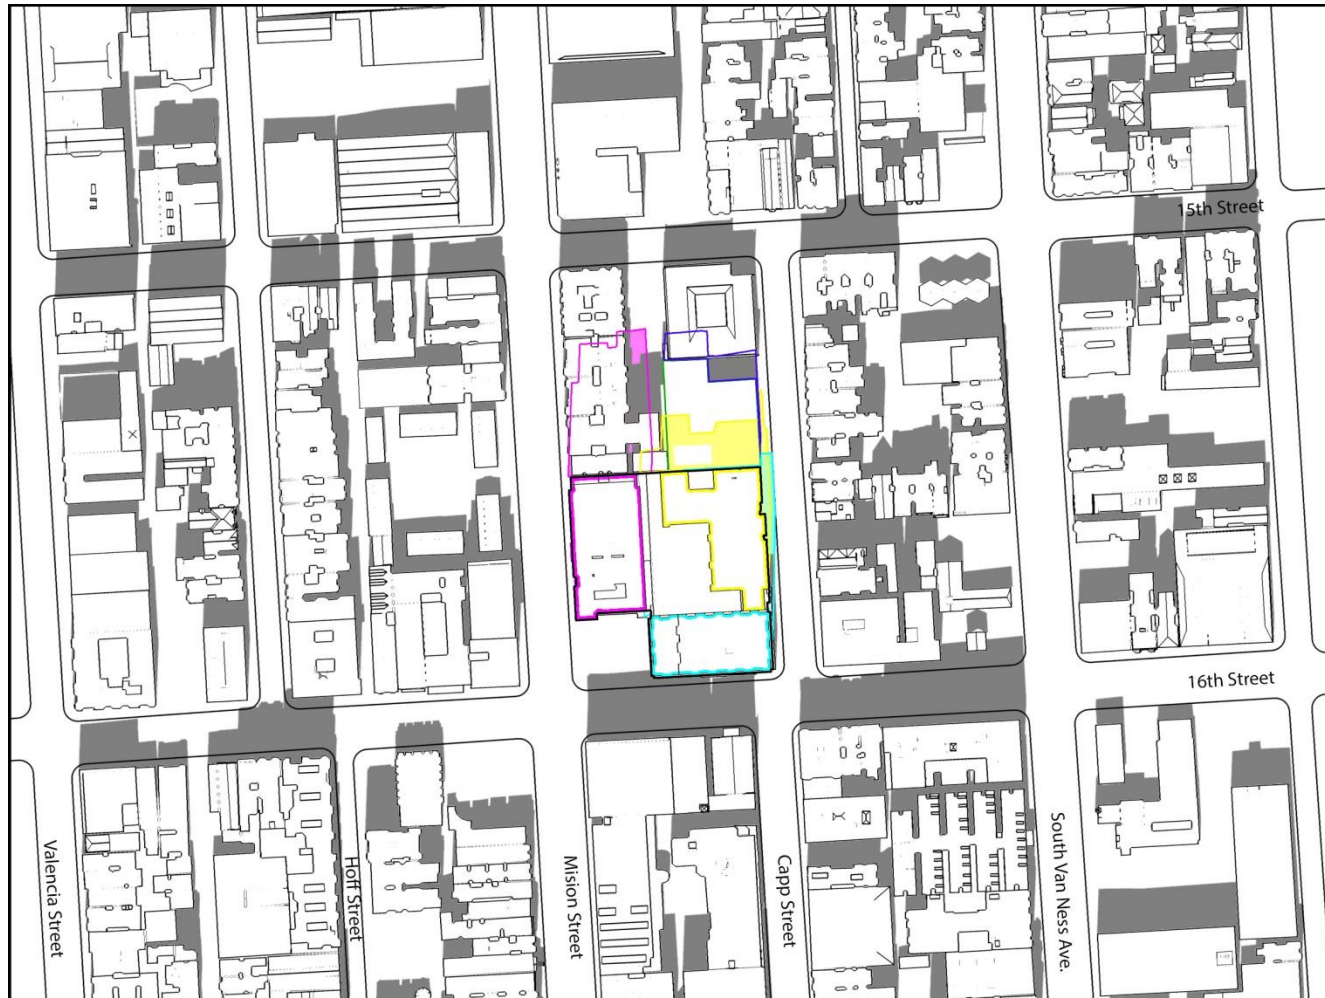 15th Street
16th Street
Valencia Street
Hoff Street
Mision Street
Capp Street
South Van Ness Ave.